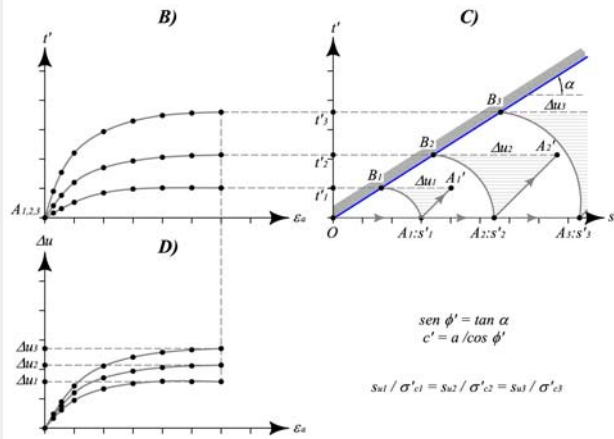 B)
t'
A1,2,3
εa
C)
t'
t'3
t'2
t'1
B3
B2
B1
α
Δu3
Δu2
Δu1
A2'
A1'
O
A1:s'1
A2:s'2
A3:s'3
s
D)
Δu
Δu3
Δu2
Δu1
εa
sen ϕ' = tan α
c' = a /cos ϕ'
su1 / σ'c1 = su2 / σ'c2 = su3 / σ'c3